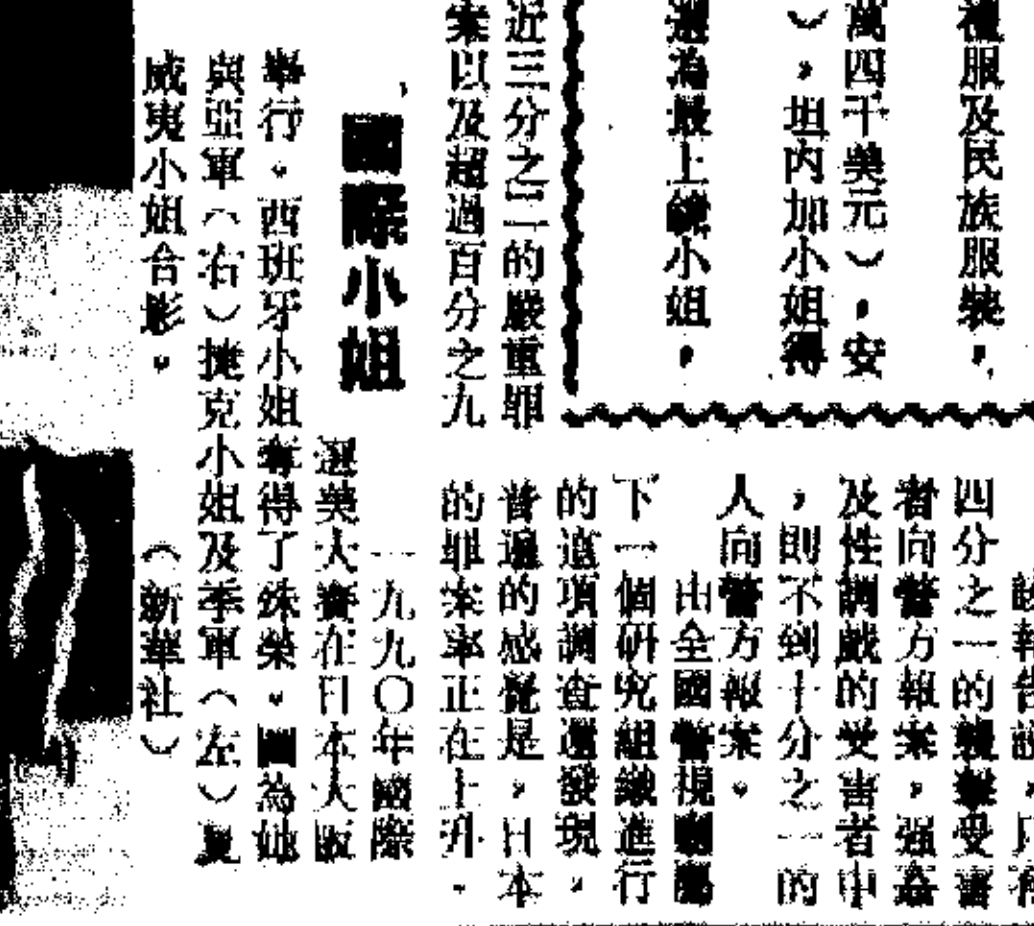 禮服及民族服裝，
萬四千美元），安
），坦內加小姐得
選為最上鏡小姐，
近三分之二的嚴重罪
案以及超過百分之九
該報告說，只有
四分之一的襲擊受害
者向警方報案，强姦
及性調戲的受害者中
，則不到十分之一的
人向警方報案。
由全國警視廳屬
下一個研究組織進行
的這項調查還發現，
普遍的感覺是，日本
的罪案率正在上升。
國際小姐
一九九〇年國際
選美大賽在日本大阪
舉行。西班牙小姐奪得了殊榮。圖為她
與亞軍（右）捷克小姐及季軍（左）夏
威夷小姐合影。　（新華社）